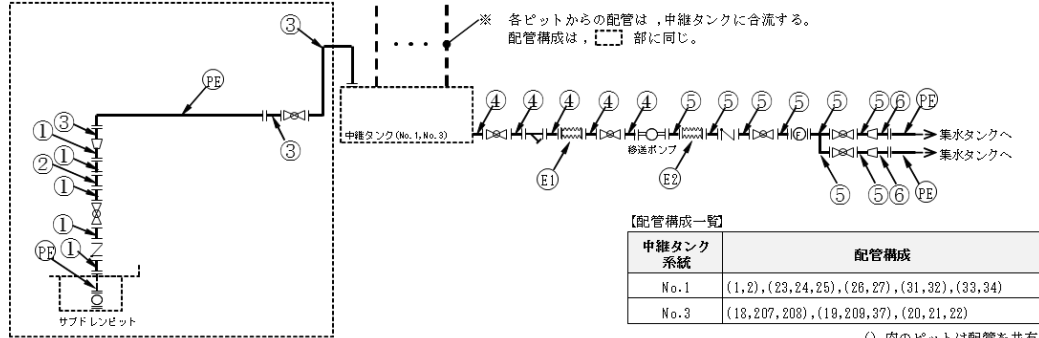 ※ 各ピットからの配管は,中継タンクに合流する。
配管構成は, 部に同じ。
③
PE
③
①
①
②
①
①
PE
①
③
サブドレンピット
中継タンク(No.1,No.3)
④ ④ ④ ④ ④ ⑤ ⑤ ⑤ ⑤ ⑤ ⑥ PE
集水タンクへ
移送ポンプ
集水タンクへ
E1 E2 ⑤ ⑤ ⑥ PE
【配管構成一覧】
中継タンク系統 配管構成
No.1 (1,2),(23,24,25),(26,27),(31,32),(33,34)
No.3 (18,207,208),(19,209,37),(20,21,22)